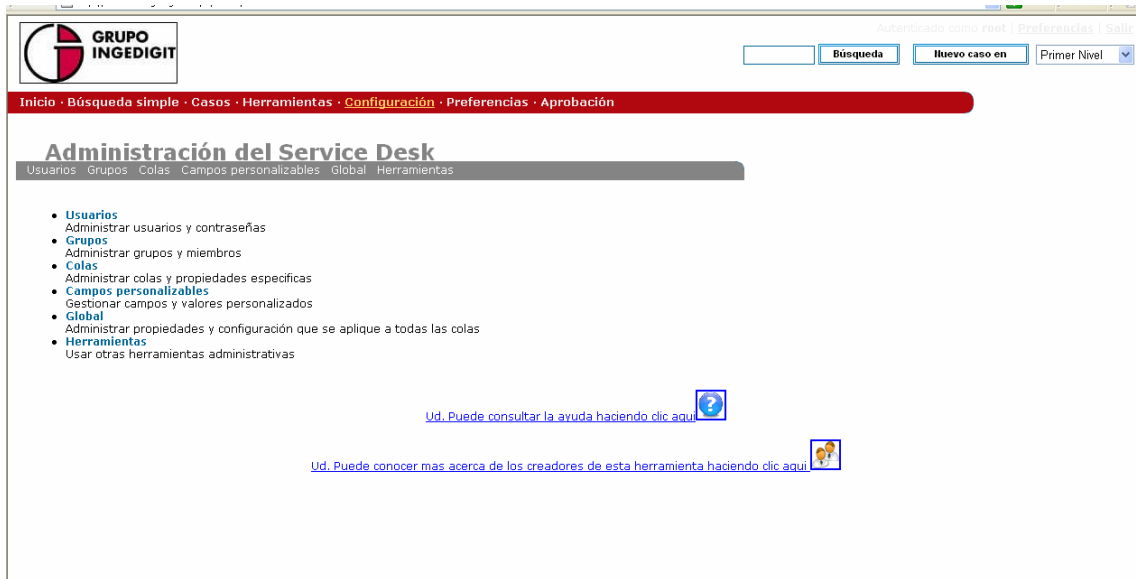 GRUPO
INGEDIGIT
Autenticado como root | Preferencias | Salir
Búsqueda
Nuevo caso en
Primer Nivel
Inicio · Búsqueda simple · Casos · Herramientas · Configuración · Preferencias · Aprobación
Administración del Service Desk
Usuarios Grupos Colas Campos personalizables Global Herramientas
Usuarios
Administrar usuarios y contraseñas
Grupos
Administrar grupos y miembros
Colas
Administrar colas y propiedades especificas
Campos personalizables
Gestionar campos y valores personalizados
Global
Administrar propiedades y configuración que se aplique a todas las colas
Herramientas
Usar otras herramientas administrativas
Ud. Puede consultar la ayuda haciendo clic aqui
Ud. Puede conocer mas acerca de los creadores de esta herramienta haciendo clic aqui